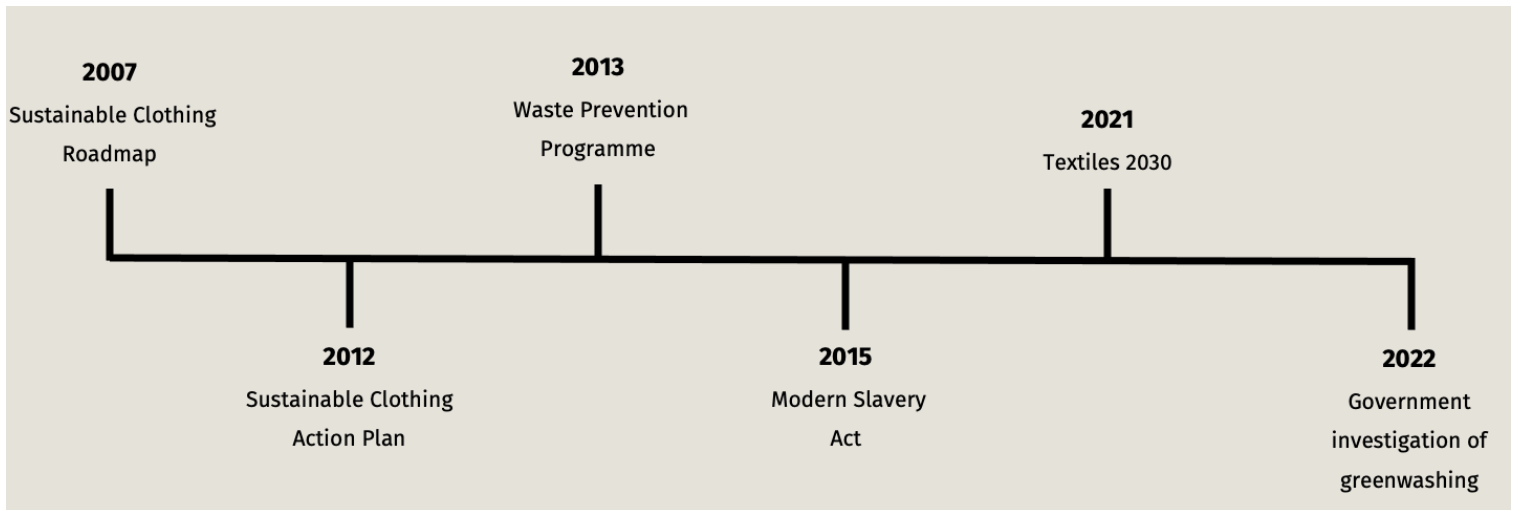 2007
Sustainable Clothing
Roadmap
2012
Sustainable Clothing
Action Plan
2013
Waste Prevention
Programme
2015
Modern Slavery
Act
2021
Textiles 2030
2022
Government
investigation of
greenwashing